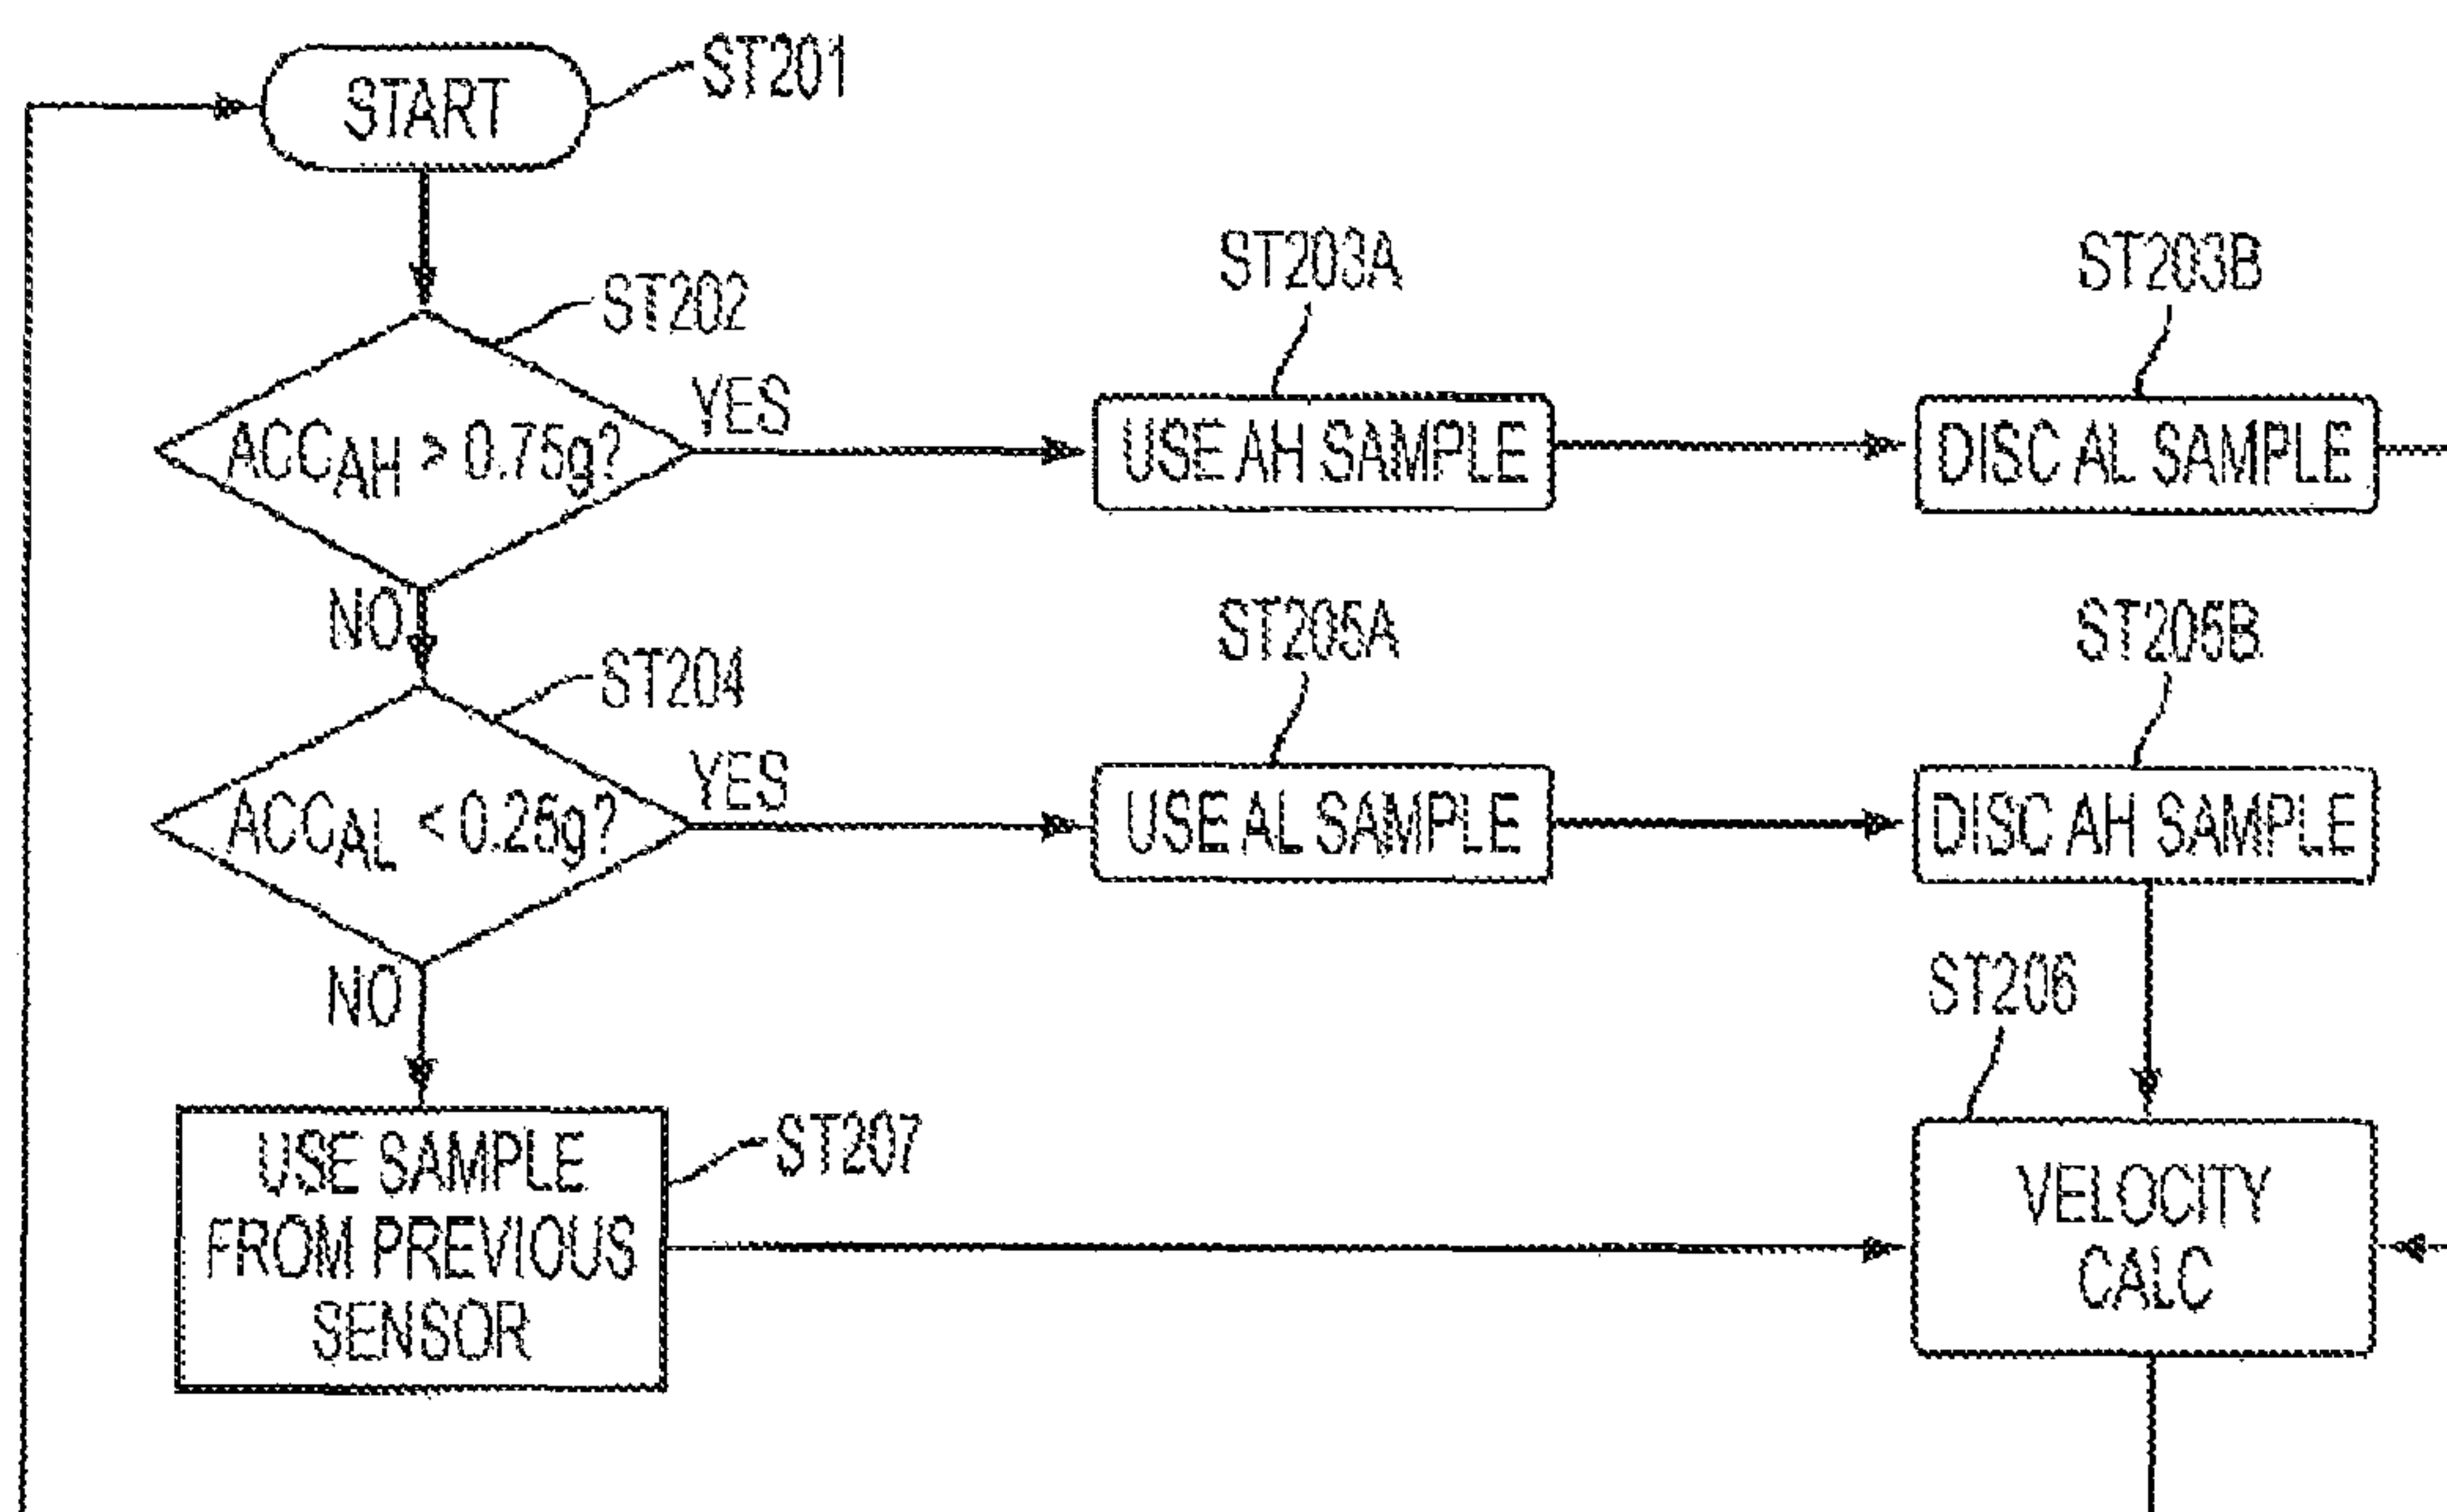 START
ST201
ST202
ACCAH > 0.75g?
YES
ST203A
USE AH SAMPLE
ST203B
DISC AL SAMPLE
NO
ST204
ACCAL < 0.25g?
YES
ST205A
USE AL SAMPLE
ST205B
DISC AH SAMPLE
NO
ST206
VELOCITY
CALC
USE SAMPLE
FROM PREVIOUS
SENSOR
ST207